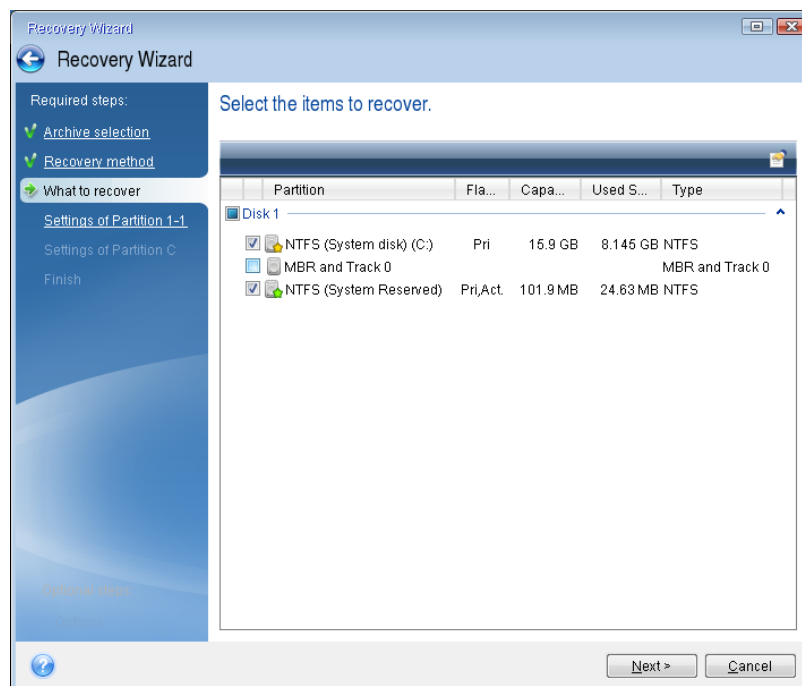 Recovery Wizard
Recovery Wizard
Required steps:
Archive selection
Recovery method
What to recover
Settings of Partition 1-1
Settings of Partition C
Finish
Select the items to recover.
Partition Fla... Capa... Used S... Type
Disk 1
NTFS (System disk) (C:) Pri 15.9 GB 8.145 GB NTFS
MBR and Track 0 MBR and Track 0
NTFS (System Reserved) Pri,Act. 101.9 MB 24.63 MB NTFS
Next >
Cancel